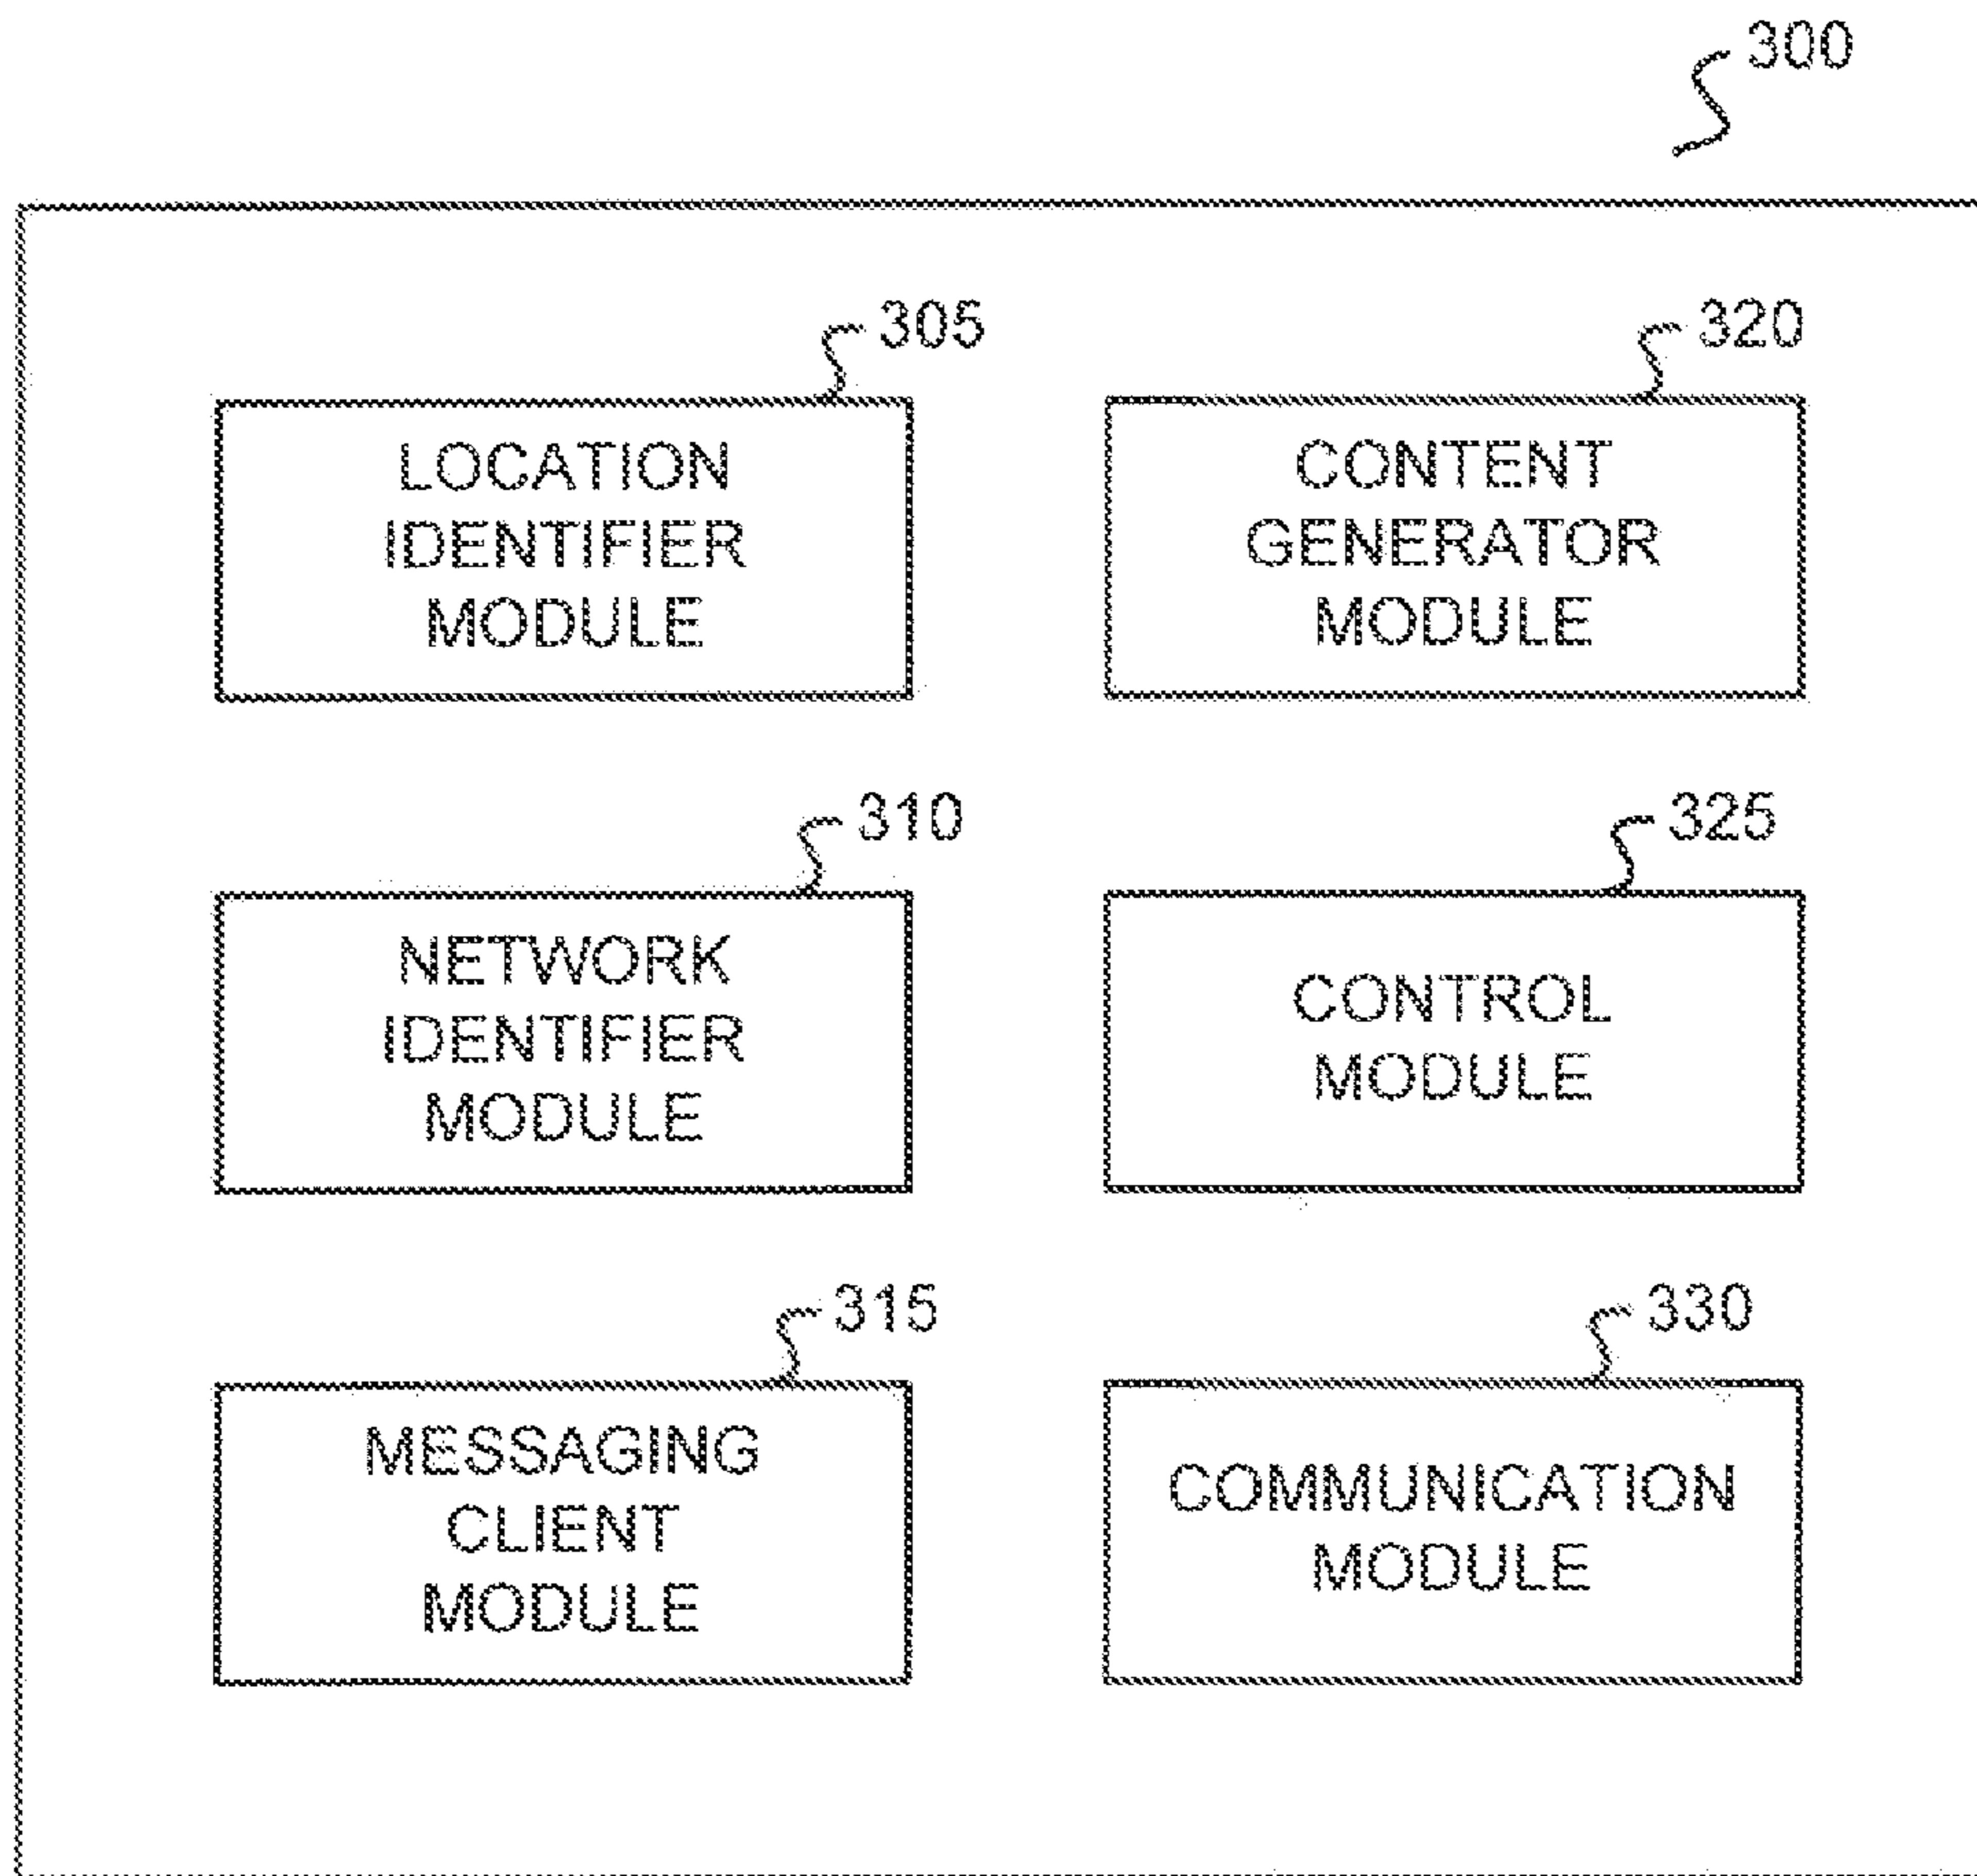 300
305
LOCATION
IDENTIFIER
MODULE
320
CONTENT
GENERATOR
MODULE
310
NETWORK
IDENTIFIER
MODULE
325
CONTROL
MODULE
315
MESSAGING
CLIENT
MODULE
330
COMMUNICATION
MODULE